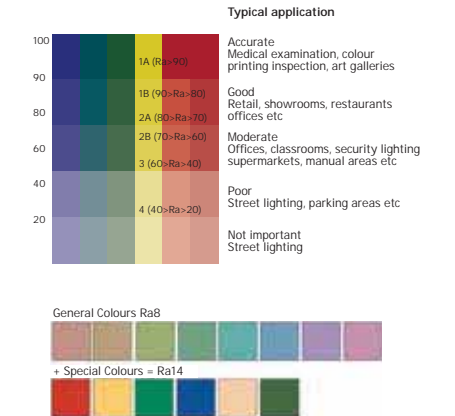 Typical application
100
Accurate
Medical examination, colour
printing inspection, art galleries
1A (Ra>90)
90
Good
Retail, showrooms, restaurants
offices etc
1B (90>Ra>80)
80
2A (80>Ra>70)
Moderate
Offices, classrooms, security lighting
supermarkets, manual areas etc
2B (70>Ra>60)
60
3 (60>Ra>40)
40
Poor
Street lighting, parking areas etc
4 (40>Ra>20)
20
Not important
Street lighting
General Colours Ra8
+ Special Colours = Ra14